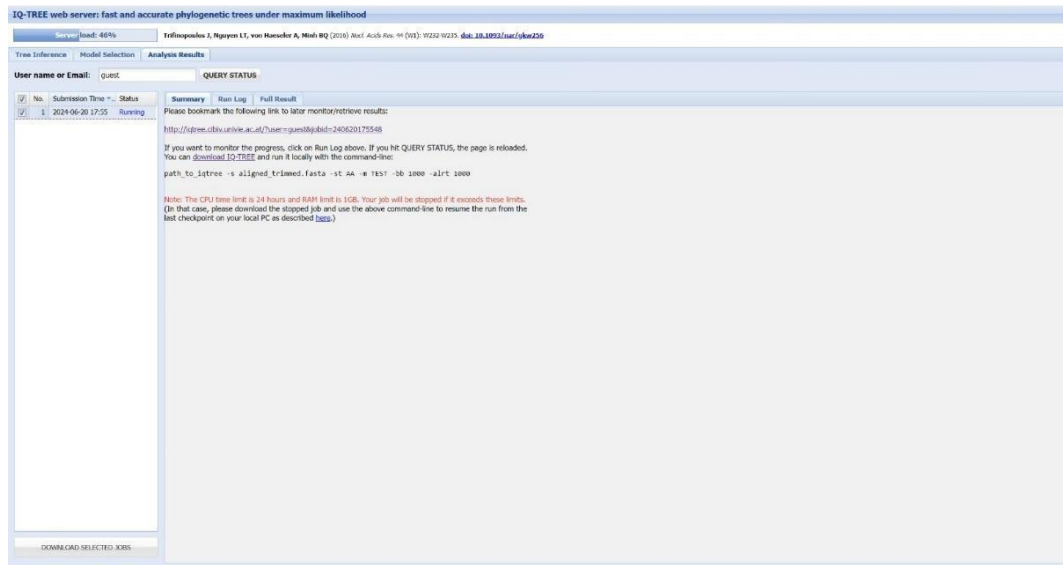 IQ-TREE web server: fast and accurate phylogenetic trees under maximum likelihood
Server load: 46%
Trifinopoulos J, Nguyen LT, von Haeseler A, Minh BQ (2016) Nucl. Acids Res. 44 (W1): W232-W235. doi: 10.1093/nar/gkw256
Tree Inference Model Selection Analysis Results
User name or Email: guest QUERY STATUS
No. Submission Time Status
1 2024-06-20 17:55 Running
Summary Run Log Full Result
Please bookmark the following link to later monitor/retrieve results:
http://iqtree.cibiv.univie.ac.at/?user=guest&jobid=240620175548
If you want to monitor the progress, click on Run Log above. If you hit QUERY STATUS, the page is reloaded.
You can download IQ-TREE and run it locally with the command-line:
path_to_iqtree -s aligned_trimmed.fasta -st AA -m TEST -bb 1000 -alrt 1000
Note: The CPU time limit is 24 hours and RAM limit is 1GB. Your job will be stopped if it exceeds these limits.
(In that case, please download the stopped job and use the above command-line to resume the run from the
last checkpoint on your local PC as described here.)
DOWNLOAD SELECTED JOBS